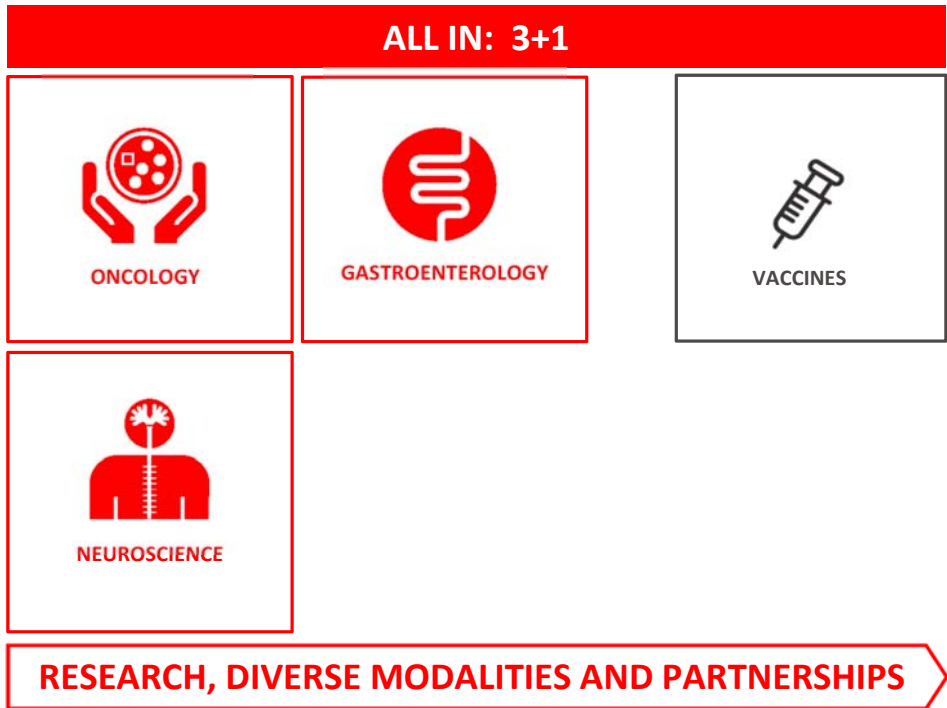 ALL IN: 3+1
ONCOLOGY
GASTROENTEROLOGY
VACCINES
NEUROSCIENCE
RESEARCH, DIVERSE MODALITIES AND PARTNERSHIPS